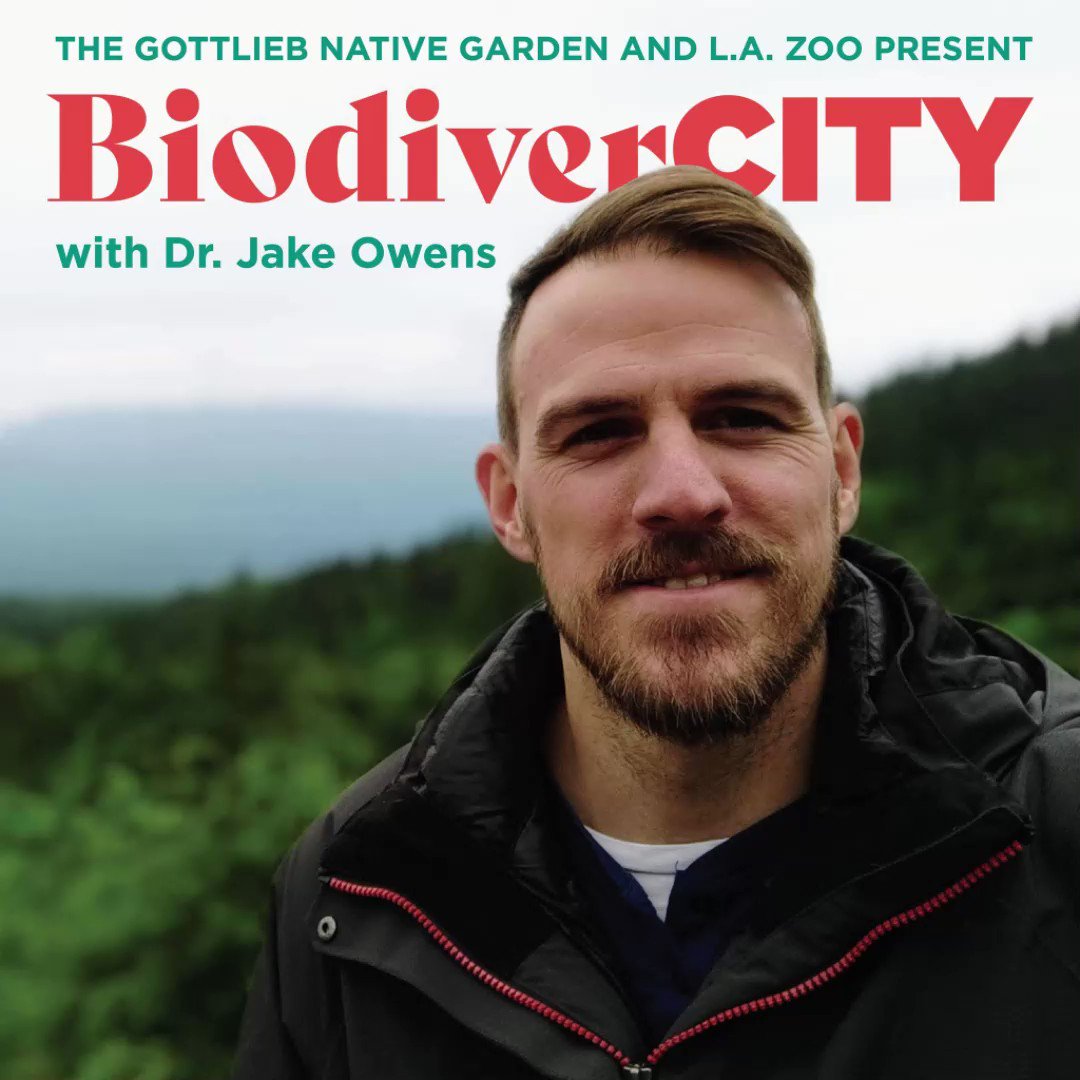 THE GOTTLIEB NATIVE GARDEN AND L.A. ZOO PRESENT
BiodiverCITY
with Dr. Jake Owens